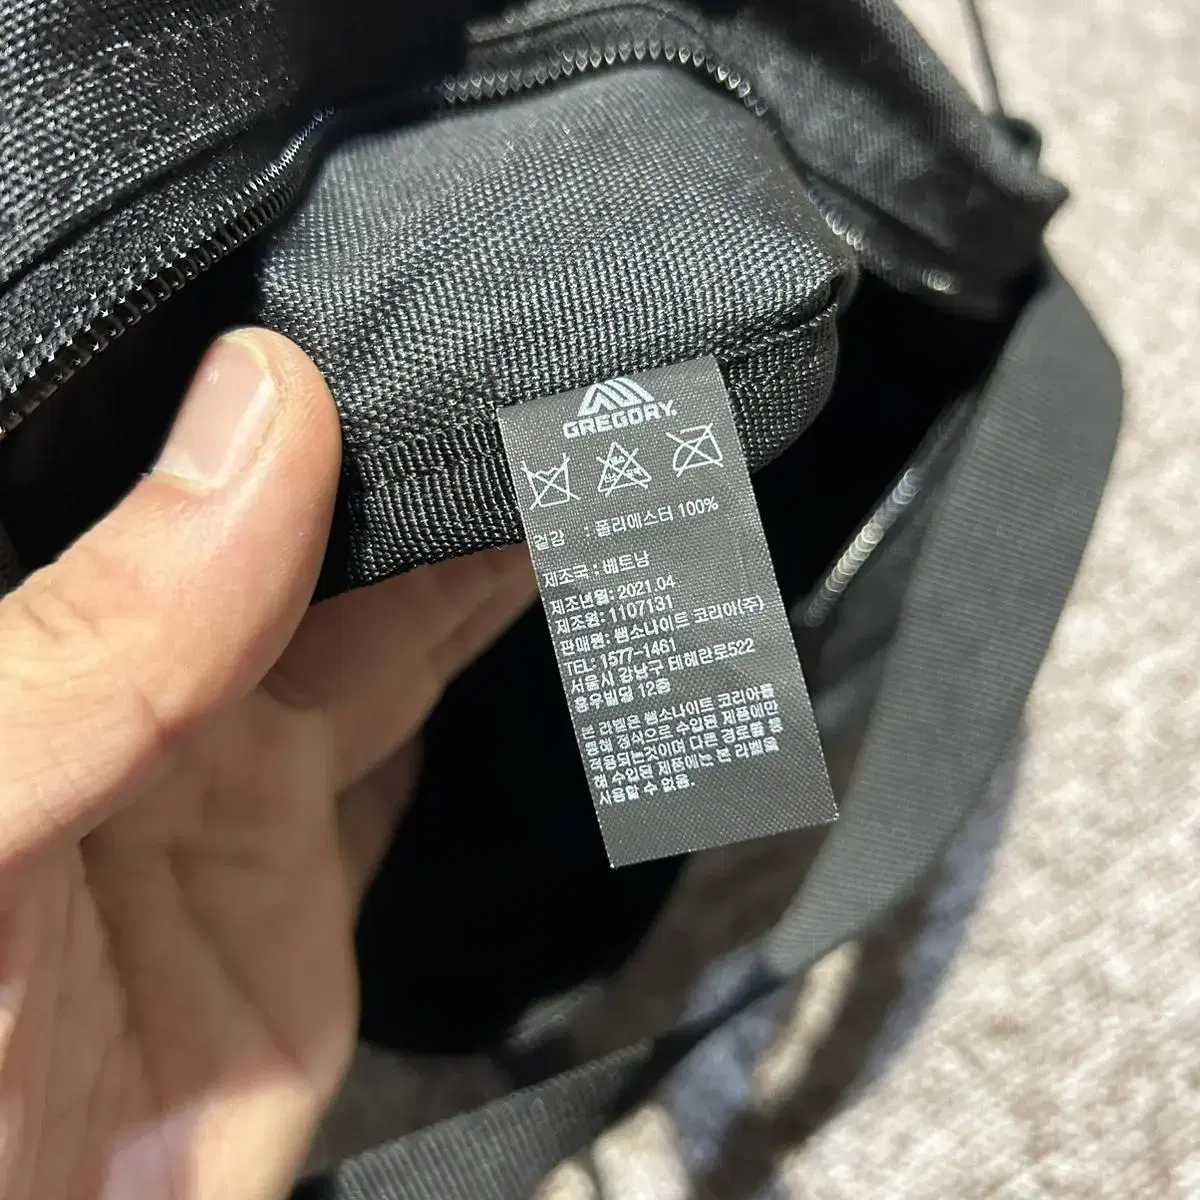 GREGORY.
겉감 : 폴리에스터 100%
제조국 : 베트남
제조년월: 2021.04
제조원: 1107131
판매원: 쌤소나이트 코리아(주)
TEL: 1577-1461
서울시 강남구 테헤란로522
홍우빌딩 12층
본 라벨은 쌤소나이트 코리아를
통해 정식으로 수입된 제품에만
적용되는것이며 다른 경로를 통
해 수입된 제품에는 본 라벨을
사용할 수 없음.